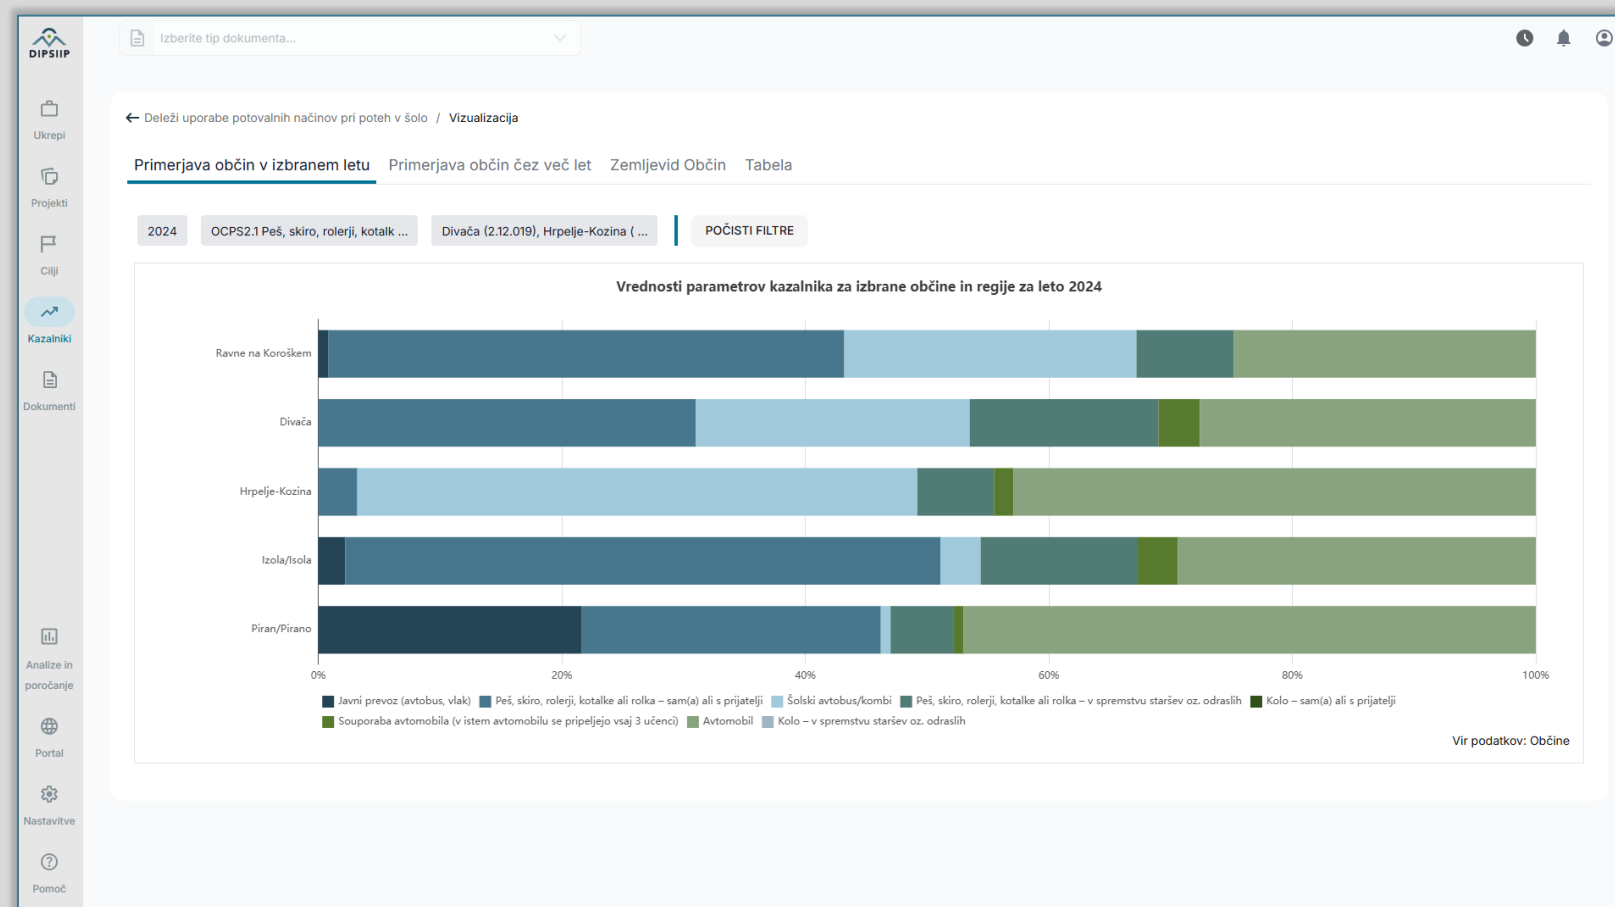 DIPSIIP
Izberite tip dokumenta...
Ukrepi
Projekti
Cilji
Kazalniki
Dokumenti
Analize in
poročanje
Portal
Nastavitve
Pomoč
Deleži uporabe potovalnih načinov pri poteh v šolo / Vizualizacija
Primerjava občin v izbranem letu Primerjava občin čez več let Zemljevid Občin Tabela
2024 OCPS2.1 Peš, skiro, rolerji, kotalk ... Divača (2.12.019), Hrpelje-Kozina ( ... POČISTI FILTRE
Vrednosti parametrov kazalnika za izbrane občine in regije za leto 2024
Ravne na Koroškem
Divača
Hrpelje-Kozina
Izola/Isola
Piran/Pirano
0% 20% 40% 60% 80% 100%
Javni prevoz (avtobus, vlak) Peš, skiro, rolerji, kotalke ali rolka – sam(a) ali s prijatelji Šolski avtobus/kombi Peš, skiro, rolerji, kotalke ali rolka – v spremstvu staršev oz. odraslih Kolo – sam(a) ali s prijatelji
Souporaba avtomobila (v istem avtomobilu se pripeljejo vsaj 3 učenci) Avtomobil Kolo – v spremstvu staršev oz. odraslih
Vir podatkov: Občine